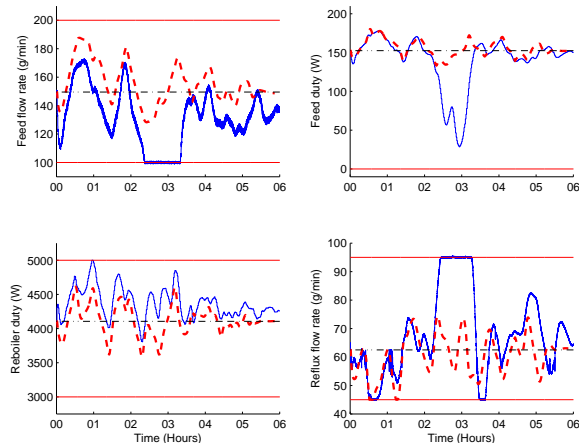 200
180
160
140
120
100
Feed flow rate (g/min)
00 01 02 03 04 05 06
200
150
100
50
0
Feed duty (W)
00 01 02 03 04 05 06
5000
4500
4000
3500
3000
Reboiler duty (W)
00 01 02 03 04 05 06
Time (Hours)
100
90
80
70
60
50
40
Reflux flow rate (g/min)
00 01 02 03 04 05 06
Time (Hours)